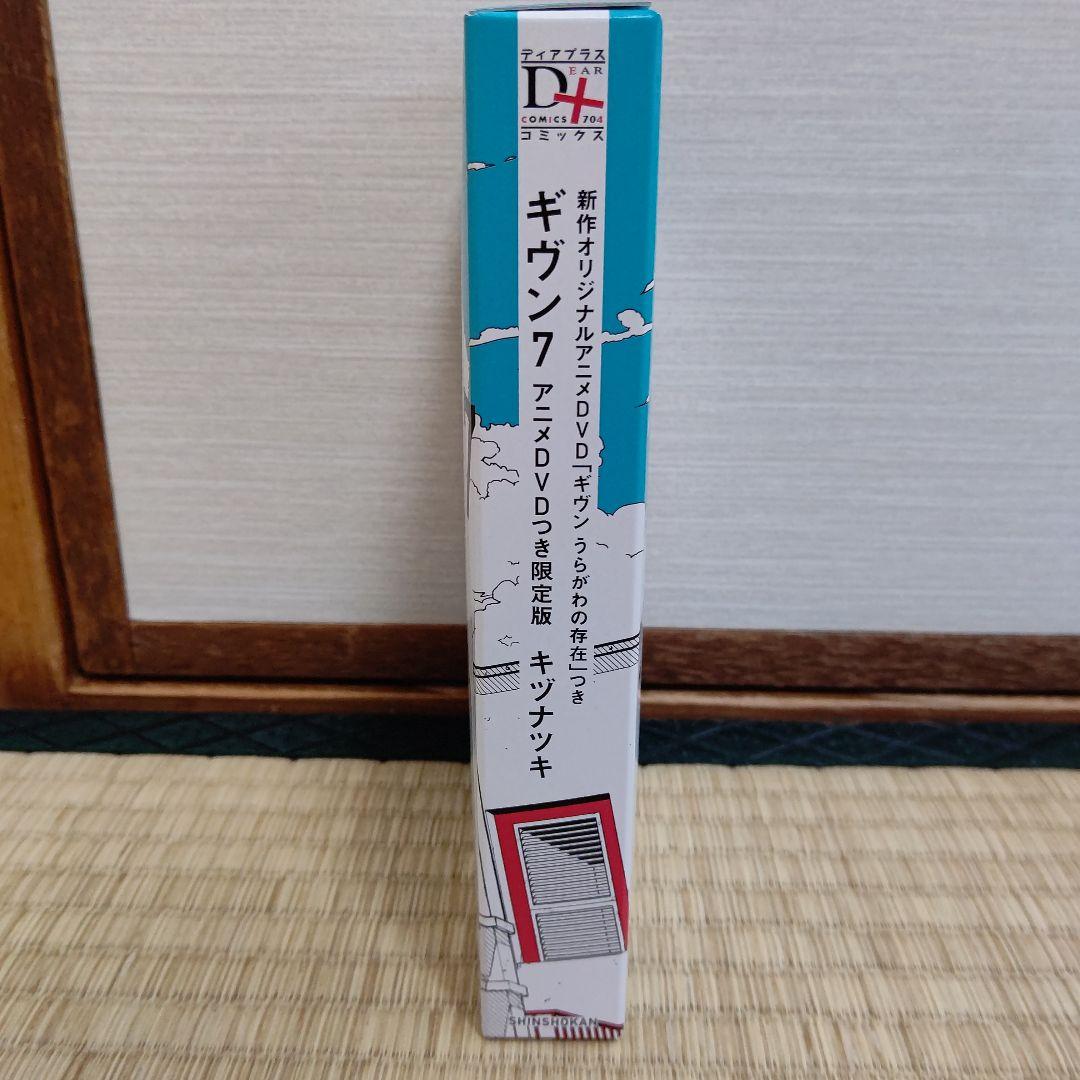 ディアプラス
DEAR+
COMICS 704
コミックス
新作オリジナルアニメDVD「ギヴン うらがわの存在」つき
ギヴン7 アニメDVDつき限定版 キヅナツキ
SHINSHOKAN